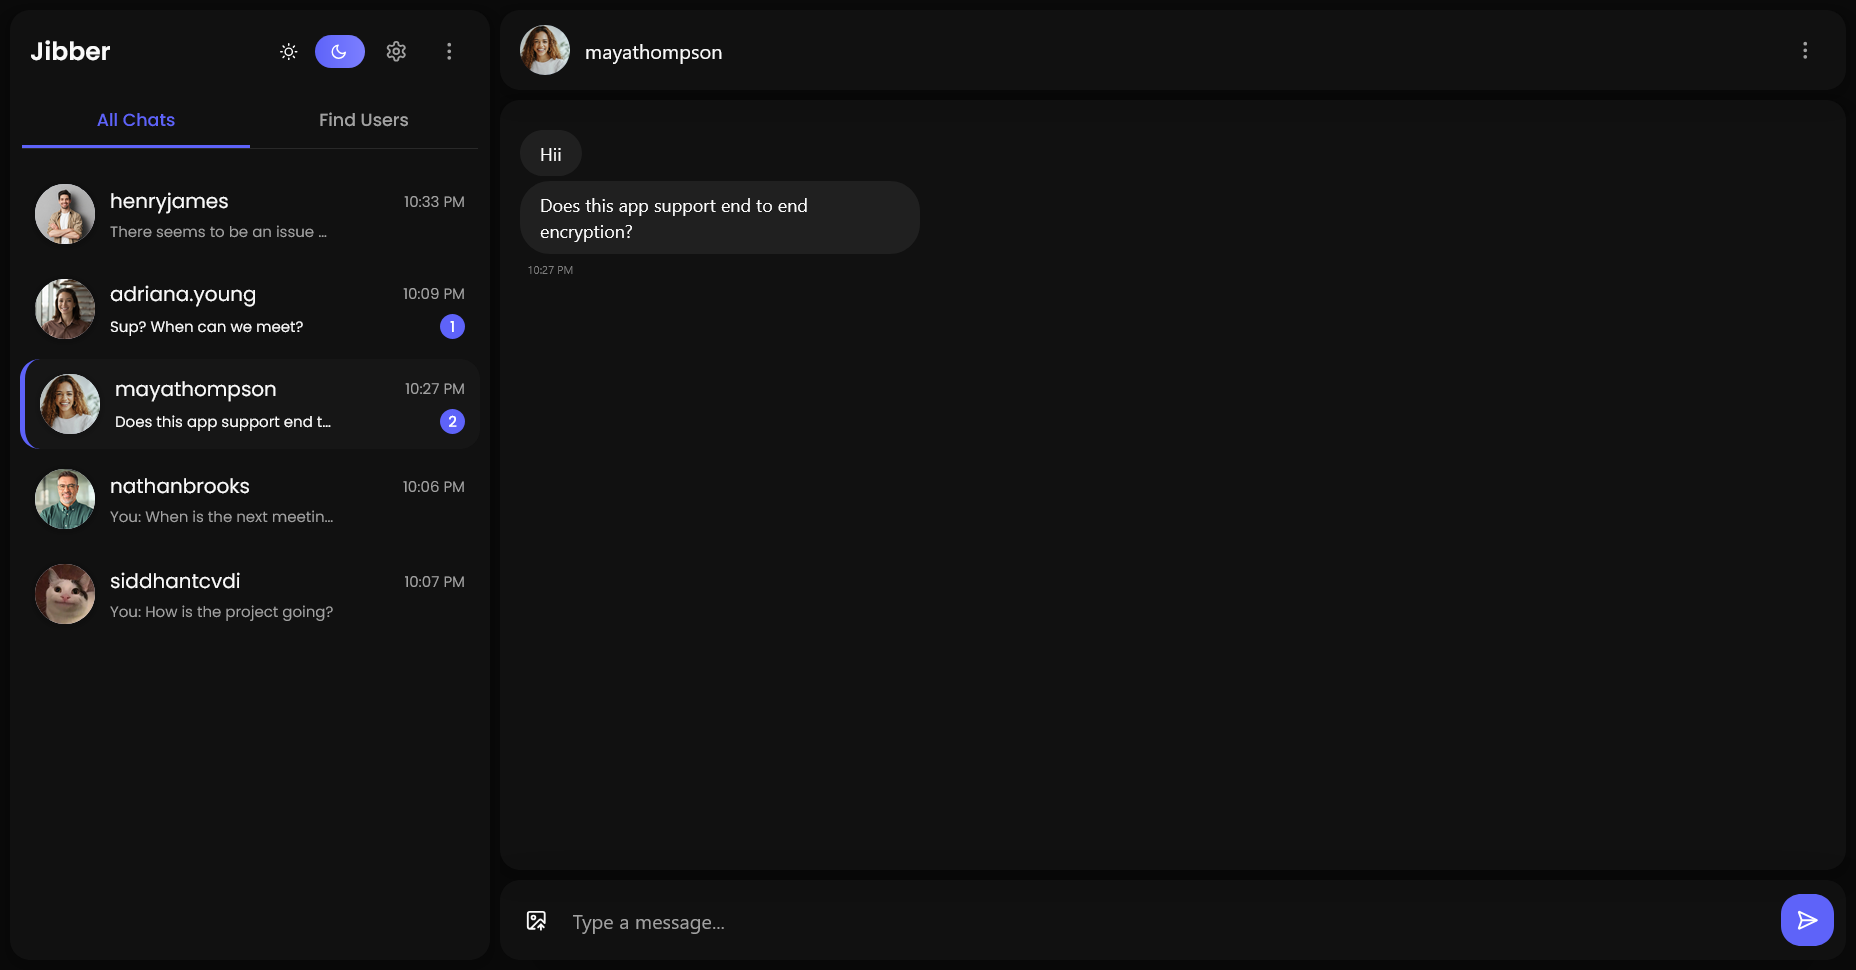 Jibber
All Chats
Find Users
henryjames
10:33 PM
There seems to be an issue ...
adriana.young
10:09 PM
Sup? When can we meet?
1
mayathompson
10:27 PM
Does this app support end t...
2
nathanbrooks
10:06 PM
You: When is the next meetin...
siddhantcvdi
10:07 PM
You: How is the project going?
mayathompson
Hii
Does this app support end to end
encryption?
10:27 PM
Type a message...